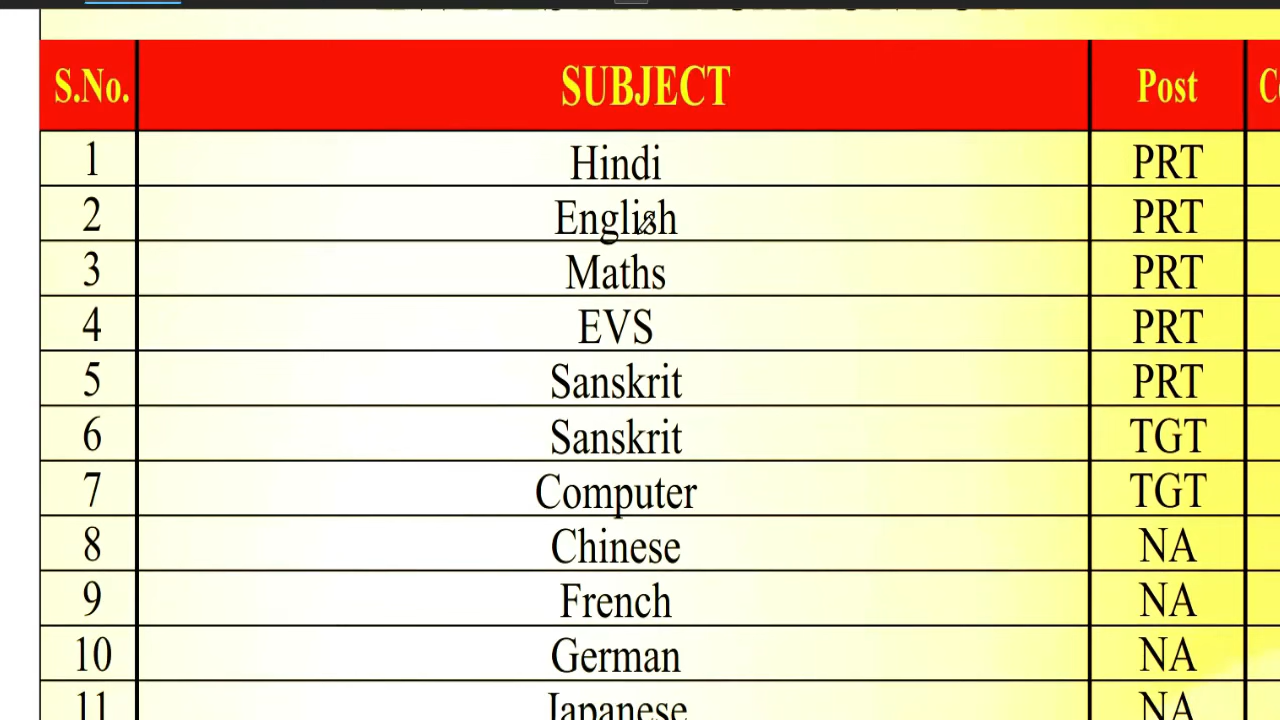 S.No. SUBJECT Post
1 Hindi PRT
2 English PRT
3 Maths PRT
4 EVS PRT
5 Sanskrit PRT
6 Sanskrit TGT
7 Computer TGT
8 Chinese NA
9 French NA
10 German NA
11 Japanese NA